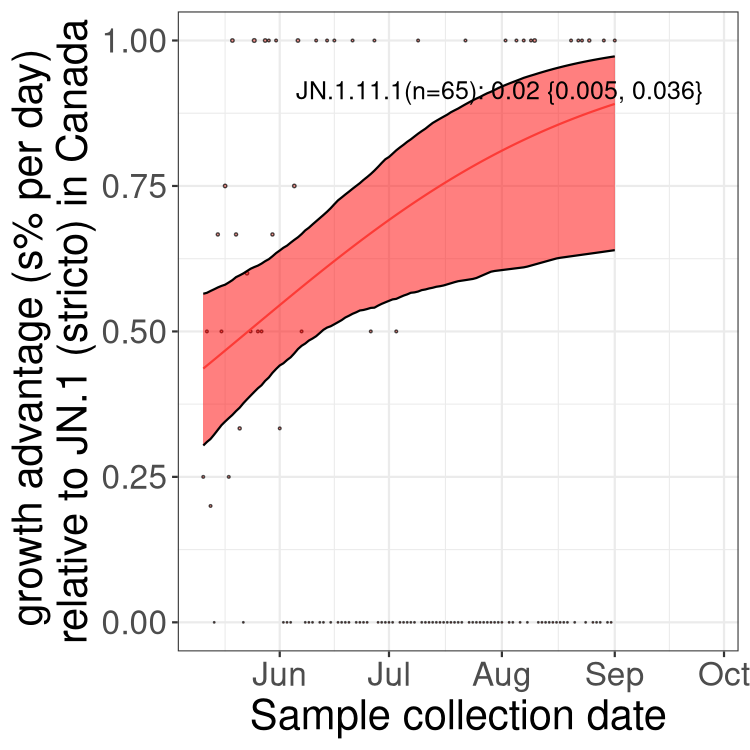 growth advantage (s% per day)
relative to JN.1 (stricto) in Canada
1.00
0.75
0.50
0.25
0.00
JN.1.11.1(n=65): 0.02 {0.005, 0.036}
Jun Jul Aug Sep Oct
Sample collection date